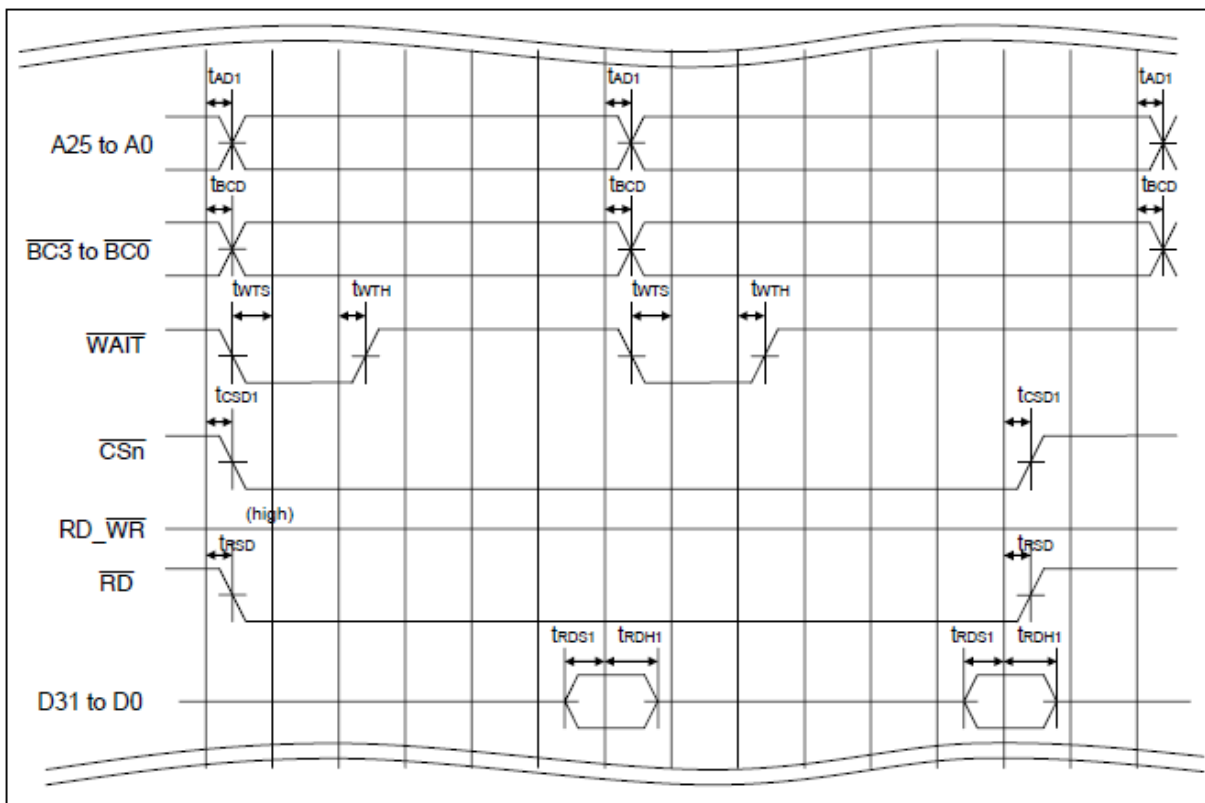 tAD1 tAD1 tAD1
A25 to A0
tBCD tBCD tBCD
BC3 to BC0
tWTS tWTH tWTS tWTH
WAIT
tCSD1 tCSD1
CSn
(high)
RD_WR
tRSD tRSD
RD
tRDS1 tRDH1 tRDS1 tRDH1
D31 to D0